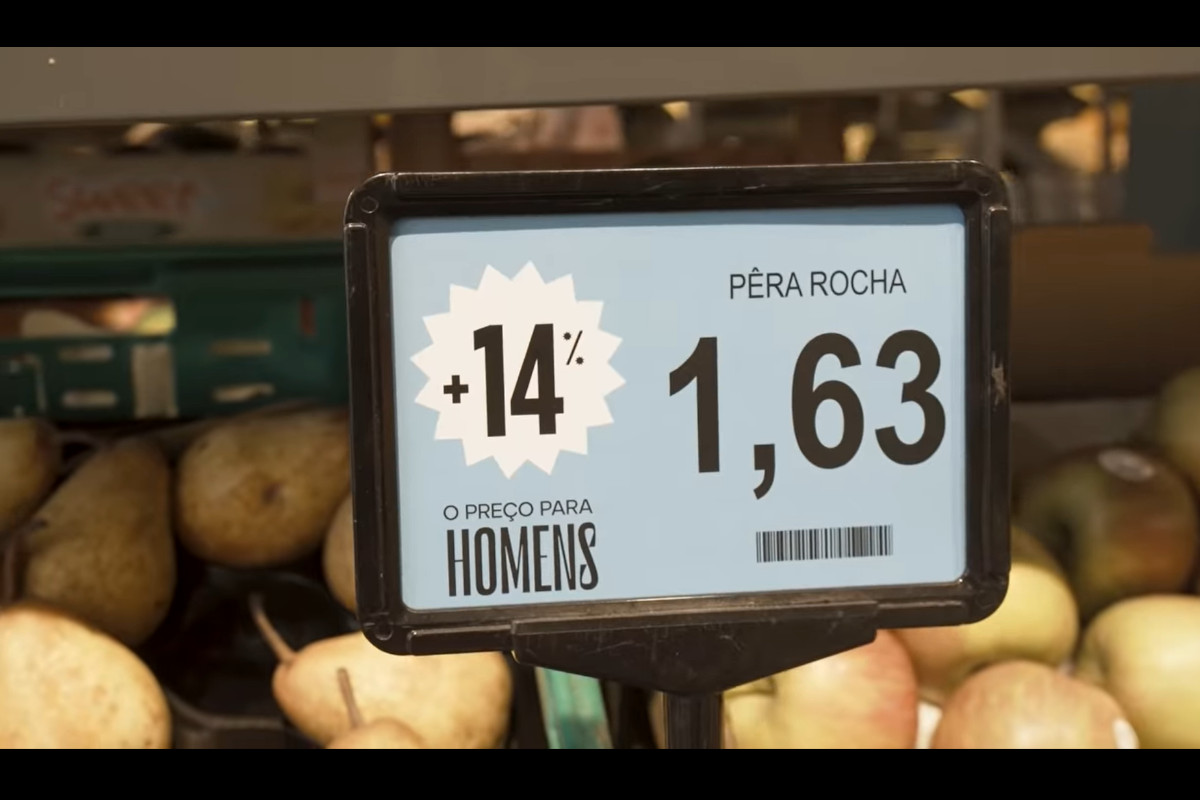 PÊRA ROCHA
+14%
1,63
O PREÇO PARA
HOMENS